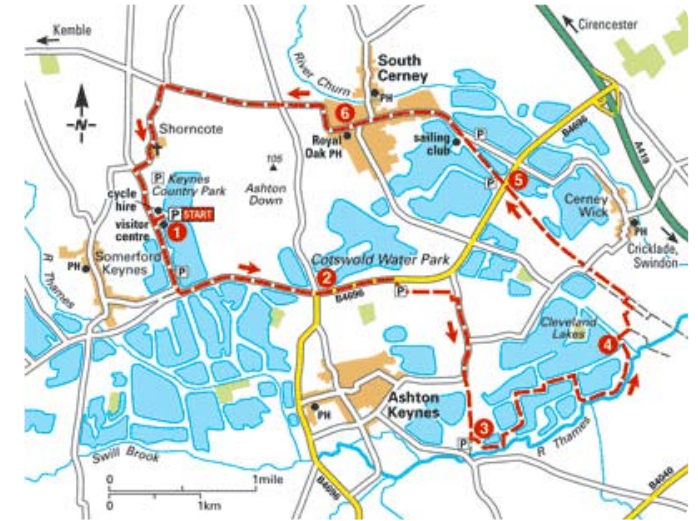 Kemble
Cirencester
River Churn
South
Cerney
PH
-N-
6
Shorncote
Royal
Oak PH
sailing
club
P
B4696
A419
105
P
Keynes
Country Park
Ashton
Down
P
5
cycle
hire
P START
visitor
centre
1
Cerney
Wick
PH
Cricklade,
Swindon
Somerford
Keynes
PH
R Thames
P
Cotswold Water Park
2
B4696
P
Cleveland
Lakes
4
Ashton
Keynes
PH
3
P
R Thames
Swill Brook
B4696
B4040
0
1mile
0
1km